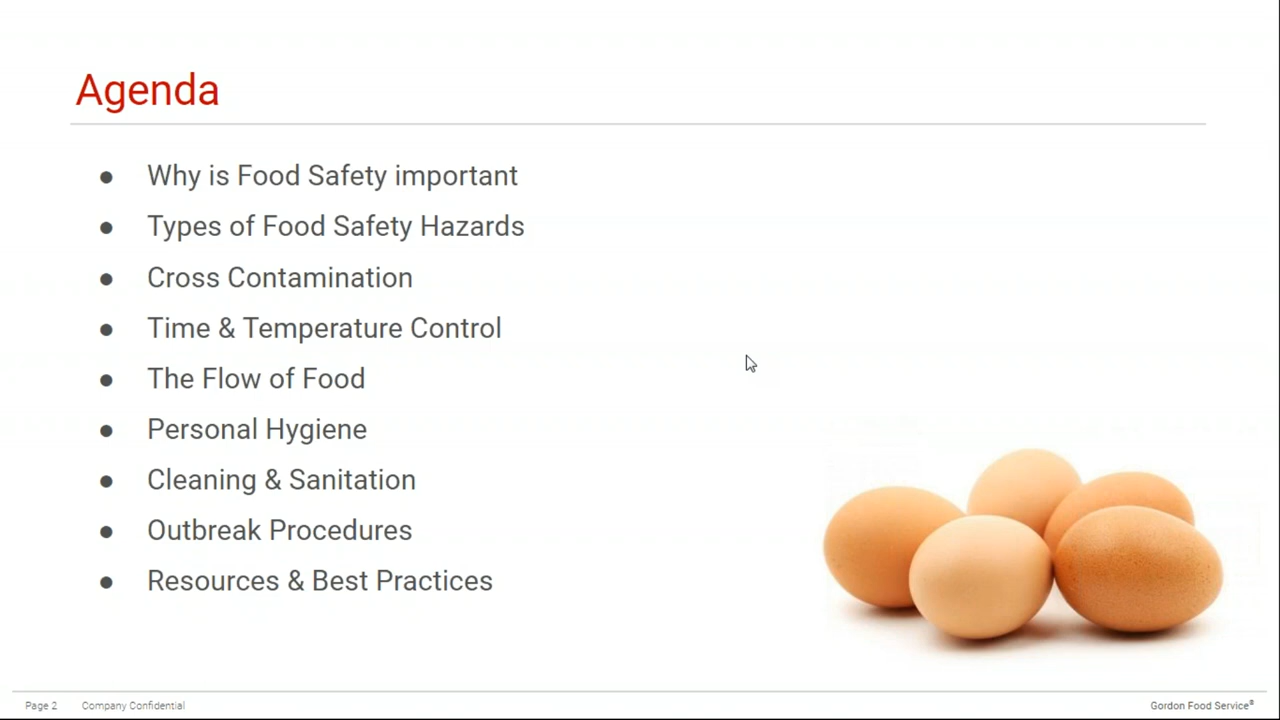 Agenda
● Why is Food Safety important
● Types of Food Safety Hazards
● Cross Contamination
● Time & Temperature Control
● The Flow of Food
● Personal Hygiene
● Cleaning & Sanitation
● Outbreak Procedures
● Resources & Best Practices
Page 2 Company Confidential Gordon Food Service®